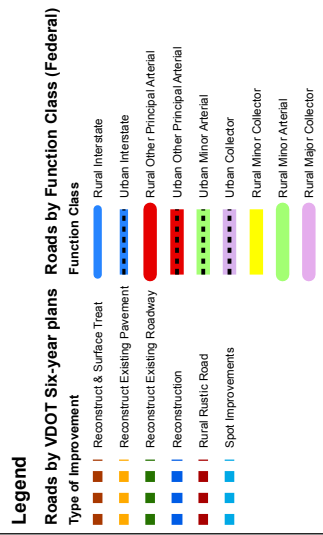 Legend
Roads by VDOT Six-year plans
Type of Improvement
Reconstruct & Surface Treat
Reconstruct Existing Pavement
Reconstruct Existing Roadway
Reconstruction
Rural Rustic Road
Spot Improvements
Roads by Function Class (Federal)
Function Class
Rural Interstate
Urban Interstate
Rural Other Principal Arterial
Urban Other Principal Arterial
Urban Minor Arterial
Urban Collector
Rural Minor Collector
Rural Minor Arterial
Rural Major Collector